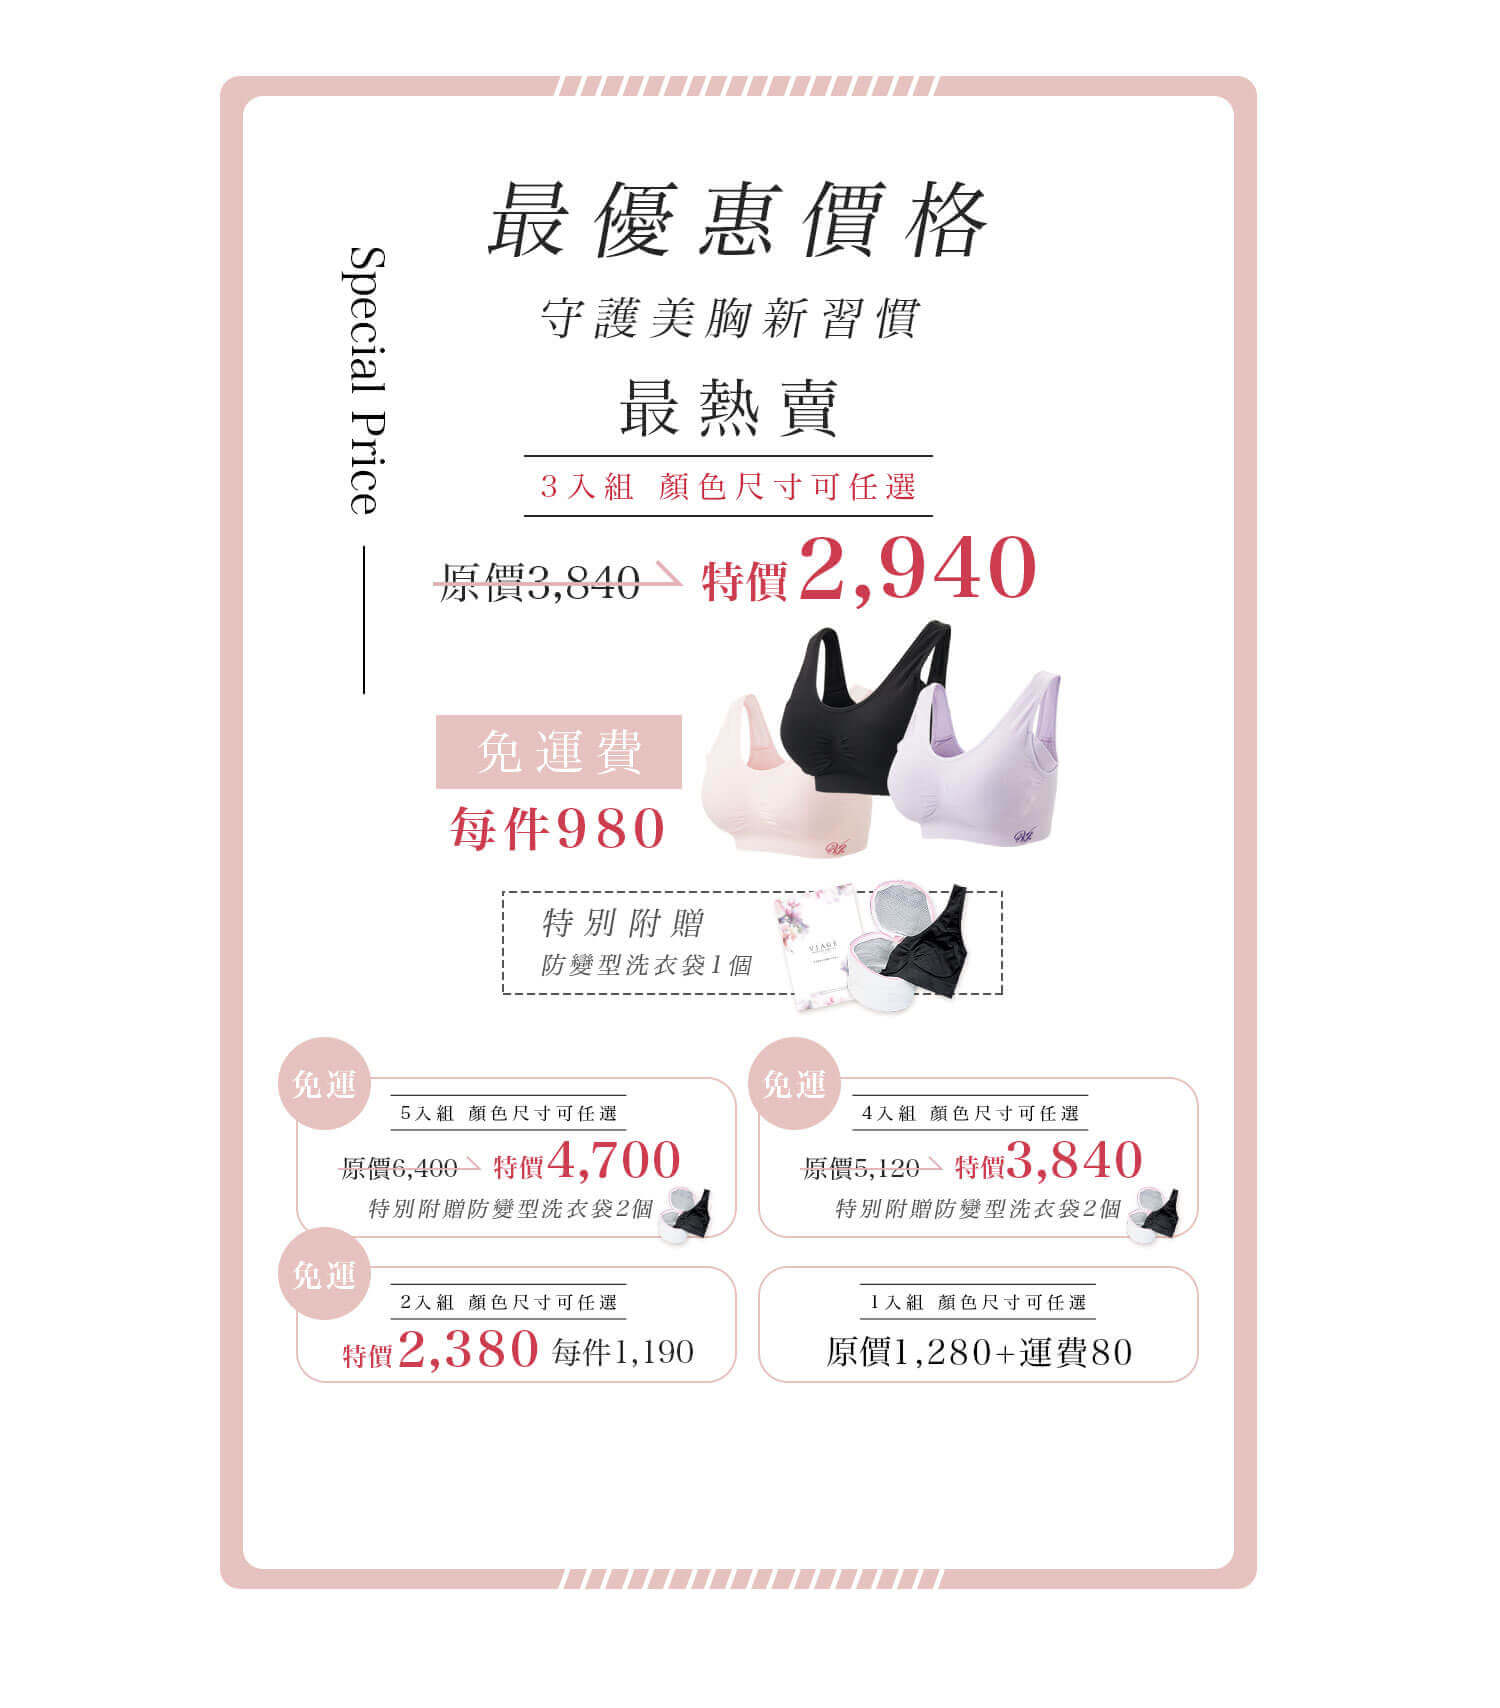 最優惠價格
守護美胸新習慣
Special Price
最熱賣
3入組 顏色尺寸可任選
原價3,840 特價2,940
免運費
每件980
特別附贈
防變型洗衣袋1個
VIAGE
免運
5入組 顏色尺寸可任選
原價6,400 特價4,700
特別附贈防變型洗衣袋2個
免運
4入組 顏色尺寸可任選
原價5,120 特價3,840
特別附贈防變型洗衣袋2個
免運
2入組 顏色尺寸可任選
特價2,380 每件1,190
1入組 顏色尺寸可任選
原價1,280+運費80